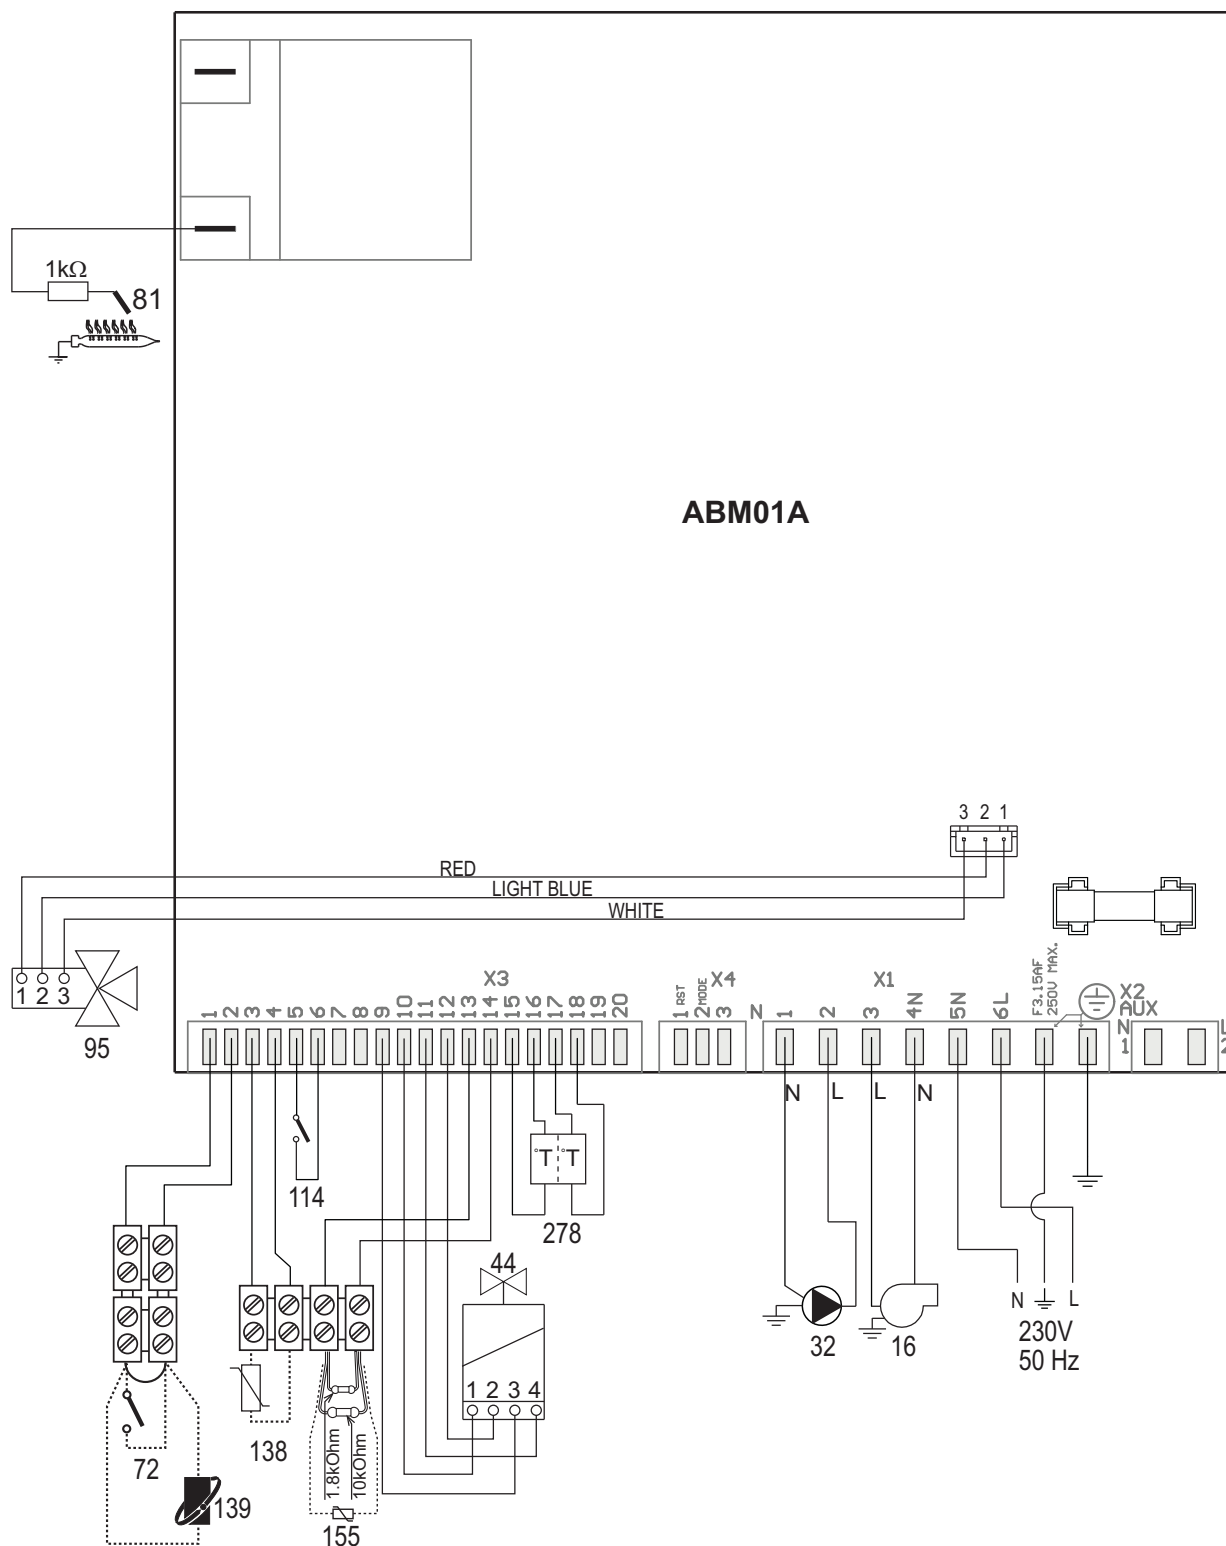 1kΩ
81
ABM01A
3 2 1
RED
LIGHT BLUE
WHITE
1 2 3
95
X3
1 2 3 4 5 6 7 8 9 10 11 12 13 14 15 16 17 18 19 20
X4
1 RST
2 MODE
3
N
X1
1 2 3 4N 5N 6L
F3.15AF
250V MAX.
X2
AUX
N
1
L
2
N L L N
°T °T
114
278
44
1 2 3 4
32
16
N L
230V
50 Hz
72
138
1.8kOhm
10kOhm
139
155